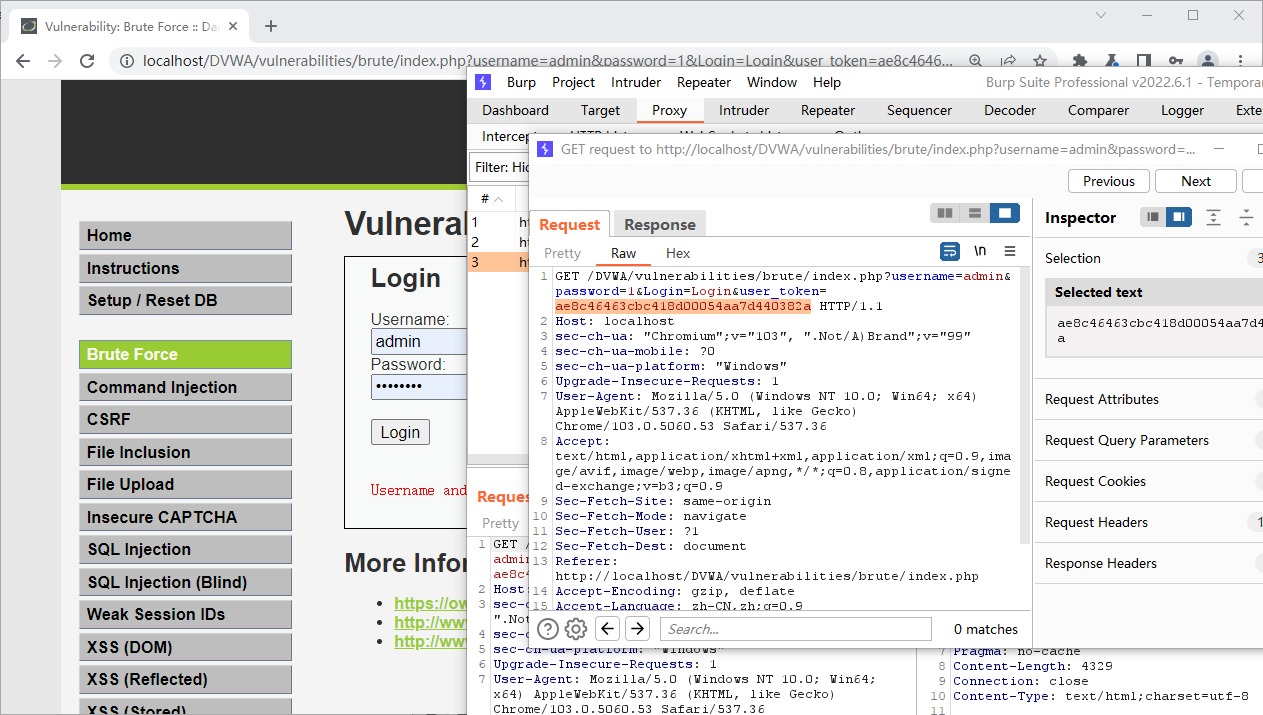 Vulnerability: Brute Force :: Da
localhost/DVWA/vulnerabilities/brute/index.php?username=admin&password=1&Login=Login&user_token=ae8c4646...
Home
Instructions
Setup / Reset DB
Brute Force
Command Injection
CSRF
File Inclusion
File Upload
Insecure CAPTCHA
SQL Injection
SQL Injection (Blind)
Weak Session IDs
XSS (DOM)
XSS (Reflected)
XSS (Stored)
Login
Username:
admin
Password:
••••••••
Login
Username and
https://ow
http://www
http://www
Burp Project Intruder Repeater Window Help
Burp Suite Professional v2022.6.1 -
Dashboard Target Proxy Intruder Repeater Sequencer Decoder Comparer Logger
Filter:
#
1
2
3
GET request to http://localhost/DVWA/vulnerabilities/brute/index.php?username=admin&password=...
Previous Next
Request Response
Pretty Raw Hex
\n
1 GET /DVWA/vulnerabilities/brute/index.php?username=admin&
password=1&Login=Login&user_token=
ae8c46463cbc418d00054aa7d440382a HTTP/1.1
2 Host: localhost
3 sec-ch-ua: "Chromium";v="103", ".Not/A)Brand";v="99"
4 sec-ch-ua-mobile: ?0
5 sec-ch-ua-platform: "Windows"
6 Upgrade-Insecure-Requests: 1
7 User-Agent: Mozilla/5.0 (Windows NT 10.0; Win64; x64)
AppleWebKit/537.36 (KHTML, like Gecko)
Chrome/103.0.5060.53 Safari/537.36
8 Accept:
text/html,application/xhtml+xml,application/xml;q=0.9,ima
ge/avif,image/webp,image/apng,*/*;q=0.8,application/signe
d-exchange;v=b3;q=0.9
9 Sec-Fetch-Site: same-origin
10 Sec-Fetch-Mode: navigate
11 Sec-Fetch-User: ?1
12 Sec-Fetch-Dest: document
13 Referer:
http://localhost/DVWA/vulnerabilities/brute/index.php
14 Accept-Encoding: gzip, deflate
15 Accept-Language: zh-CN,zh;q=0.9
Search...
0 matches
Inspector
Selection
3
Selected text
ae8c46463cbc418d00054aa7d4
a
Request Attributes
Request Query Parameters
Request Cookies
Request Headers
1
Response Headers
Pretty
1 GET /
admin
ae8c4
2 Host:
3 sec-c
".Not
4 sec-c
5 sec-ch-ua-platform: "Windows"
6 Upgrade-Insecure-Requests: 1
7 User-Agent: Mozilla/5.0 (Windows NT 10.0; Win64;
x64) AppleWebKit/537.36 (KHTML, like Gecko)
Chrome/103.0.5060.53 Safari/537.36
7 Pragma: no-cache
8 Content-Length: 4329
9 Connection: close
10 Content-Type: text/html;charset=utf-8
11